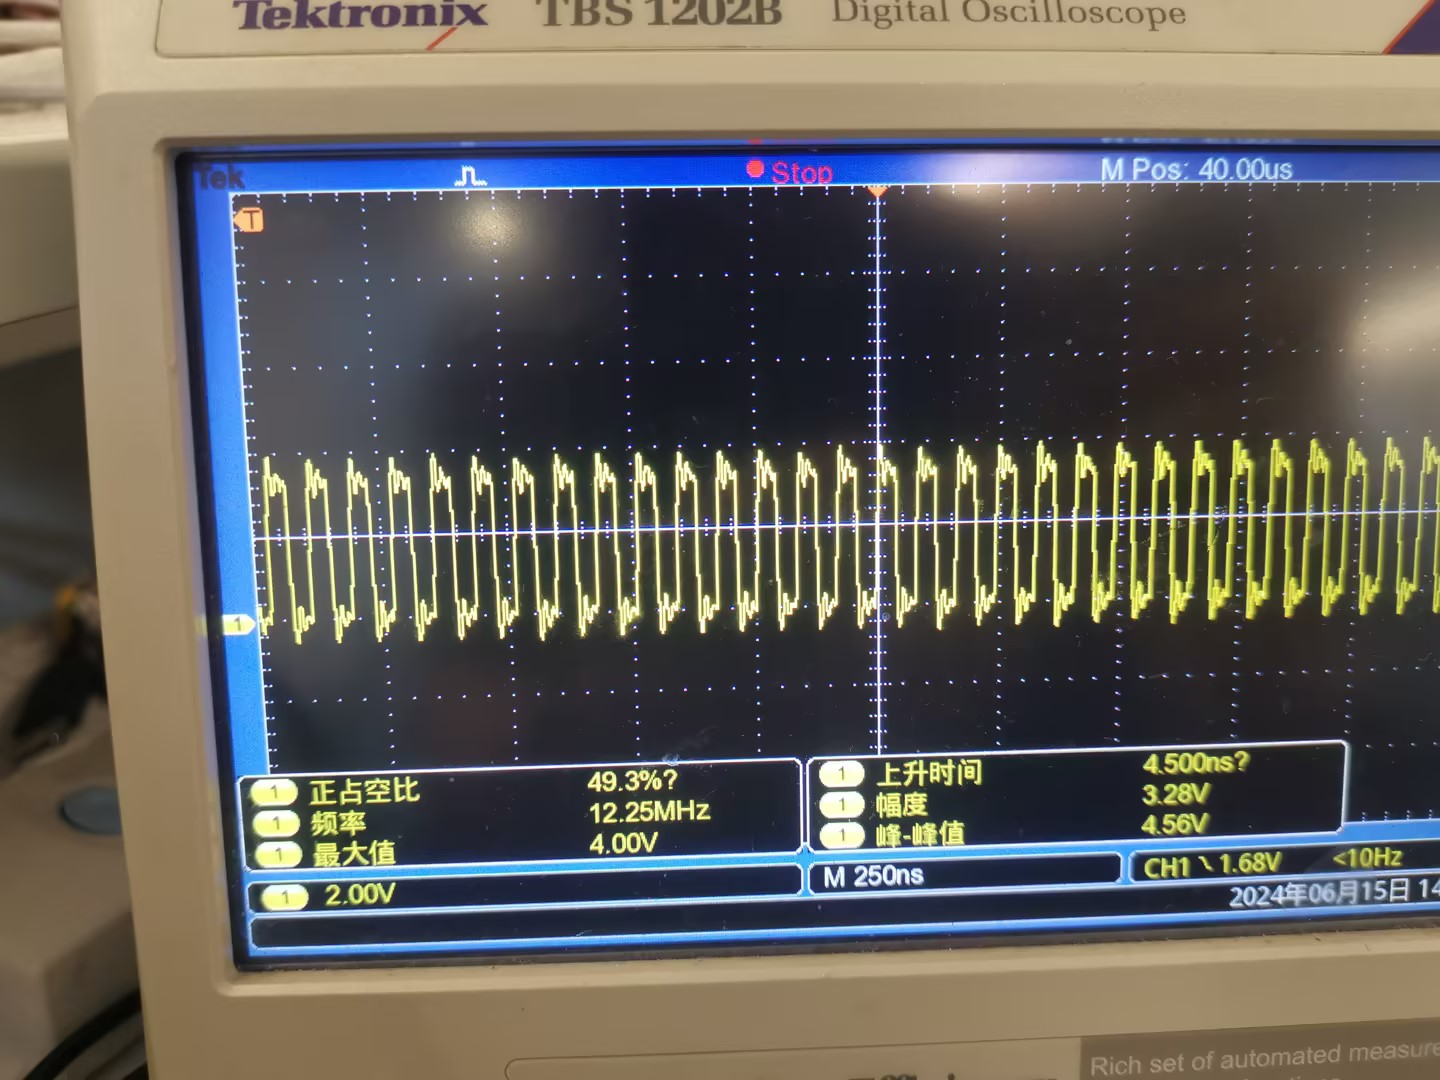 Tektronix TBS 1202B Digital Oscilloscope
Tek Stop M Pos: 40.00us
T
1
1 正占空比 49.3%?
1 频率 12.25MHz
1 最大值 4.00V
1 上升时间 4.500ns?
1 幅度 3.28V
1 峰-峰值 4.56V
1 2.00V M 250ns CH1 1.68V <10Hz
2024年06月15日 14
Rich set of automated measure